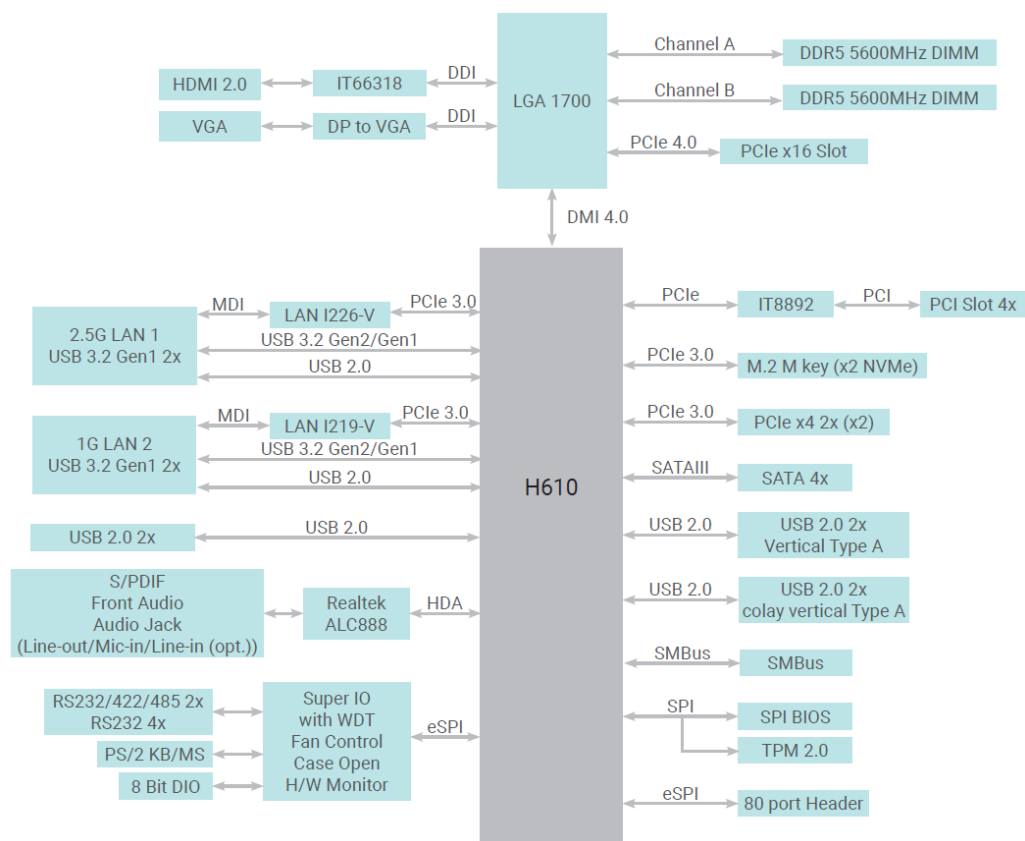 Channel A
DDR5 5600MHz DIMM
HDMI 2.0
IT66318
DDI
LGA 1700
Channel B
DDR5 5600MHz DIMM
VGA
DP to VGA
DDI
PCIe 4.0
PCIe x16 Slot
DMI 4.0
H610
2.5G LAN 1
USB 3.2 Gen1 2x
MDI
LAN I226-V
PCIe 3.0
USB 3.2 Gen2/Gen1
USB 2.0
1G LAN 2
USB 3.2 Gen1 2x
MDI
LAN I219-V
PCIe 3.0
USB 3.2 Gen2/Gen1
USB 2.0
USB 2.0 2x
USB 2.0
S/PDIF
Front Audio
Audio Jack
(Line-out/Mic-in/Line-in (opt.))
Realtek
ALC888
HDA
RS232/422/485 2x
RS232 4x
PS/2 KB/MS
8 Bit DIO
Super IO
with WDT
Fan Control
Case Open
H/W Monitor
eSPI
PCIe
IT8892
PCI
PCI Slot 4x
PCIe 3.0
M.2 M key (x2 NVMe)
PCIe 3.0
PCIe x4 2x (x2)
SATAIII
SATA 4x
USB 2.0
USB 2.0 2x
Vertical Type A
USB 2.0
USB 2.0 2x
colay vertical Type A
SMBus
SMBus
SPI
SPI BIOS
TPM 2.0
eSPI
80 port Header